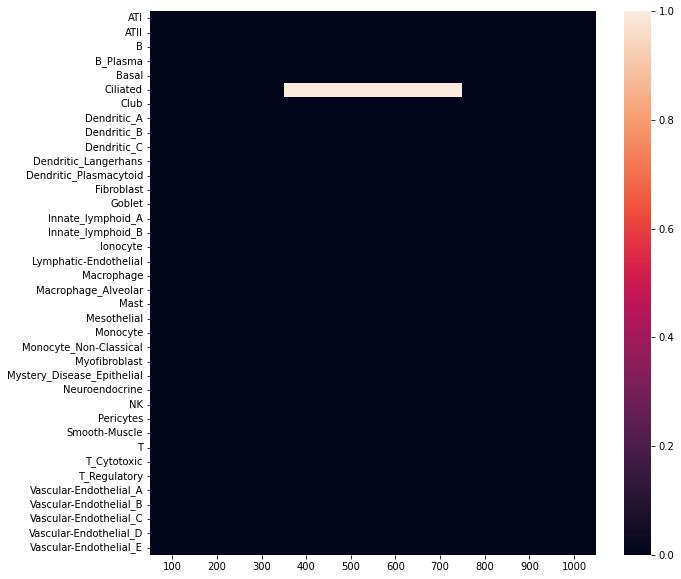 ATI
ATII
B
B_Plasma
Basal
Ciliated
Club
Dendritic_A
Dendritic_B
Dendritic_C
Dendritic_Langerhans
Dendritic_Plasmacytoid
Fibroblast
Goblet
Innate_lymphoid_A
Innate_lymphoid_B
Ionocyte
Lymphatic-Endothelial
Macrophage
Macrophage_Alveolar
Mast
Mesothelial
Monocyte
Monocyte_Non-Classical
Myofibroblast
Mystery_Disease_Epithelial
Neuroendocrine
NK
Pericytes
Smooth-Muscle
T
T_Cytotoxic
T_Regulatory
Vascular-Endothelial_A
Vascular-Endothelial_B
Vascular-Endothelial_C
Vascular-Endothelial_D
Vascular-Endothelial_E
100 200 300 400 500 600 700 800 900 1000
1.0
0.8
0.6
0.4
0.2
0.0